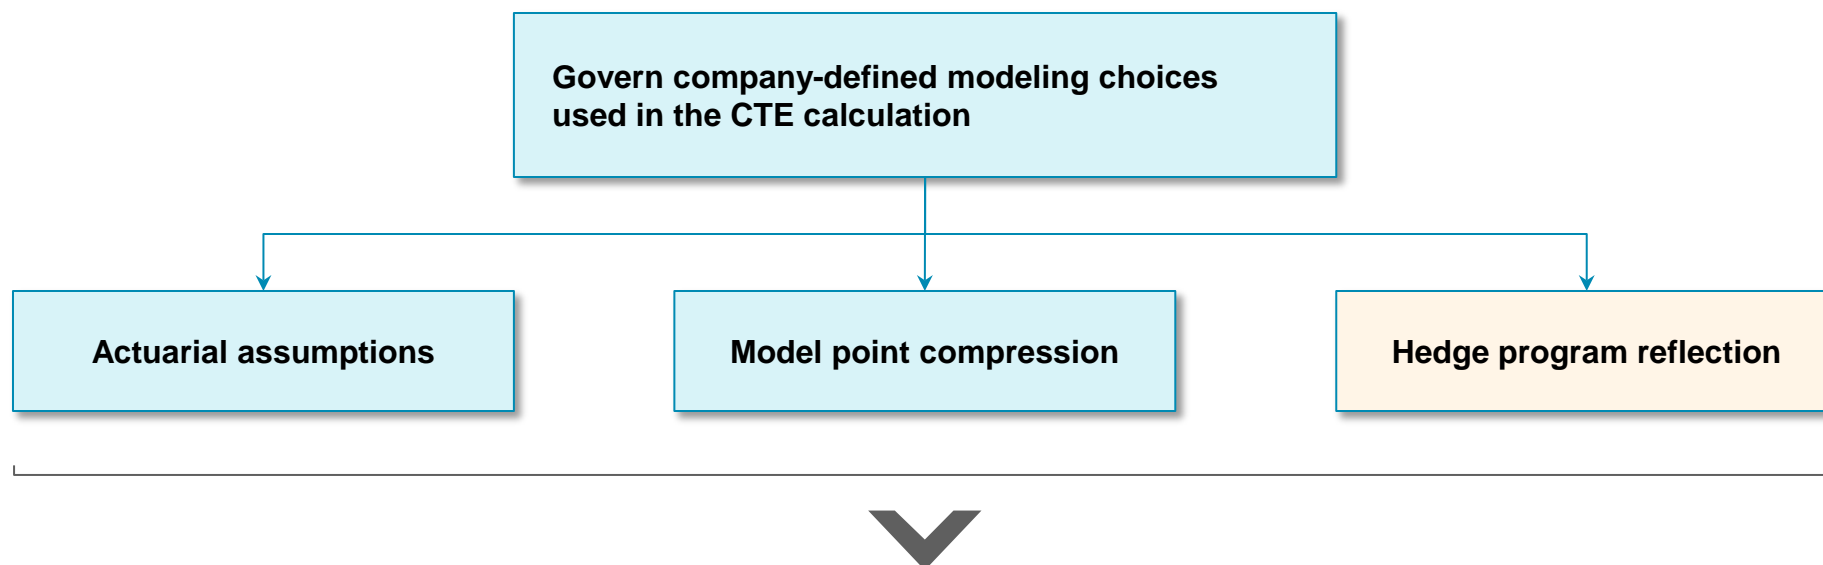 Govern company-defined modeling choices
used in the CTE calculation
Actuarial assumptions
Model point compression
Hedge program reflection